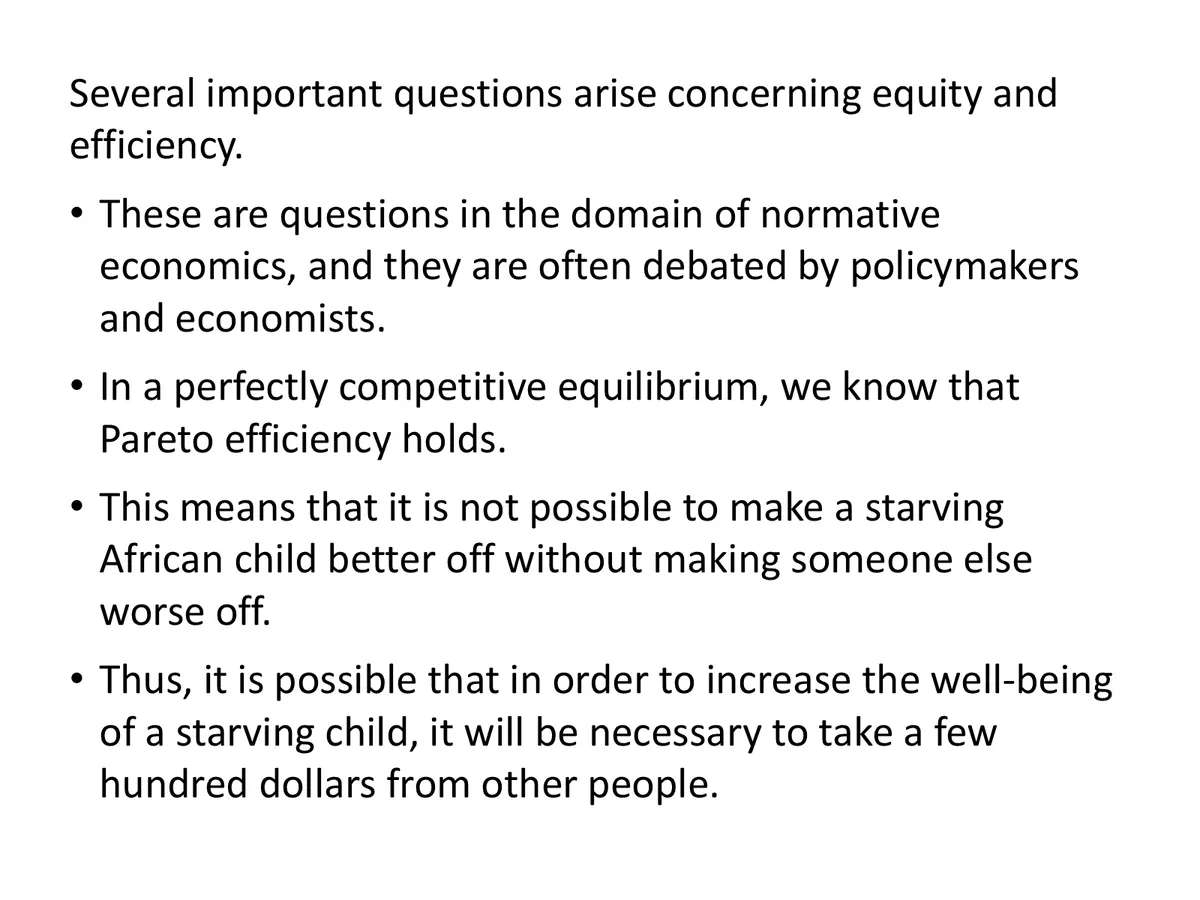 Several important questions arise concerning equity and
efficiency.
• These are questions in the domain of normative
economics, and they are often debated by policymakers
and economists.
• In a perfectly competitive equilibrium, we know that
Pareto efficiency holds.
• This means that it is not possible to make a starving
African child better off without making someone else
worse off.
• Thus, it is possible that in order to increase the well-being
of a starving child, it will be necessary to take a few
hundred dollars from other people.